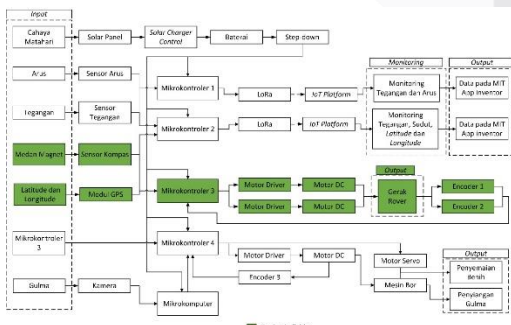 Input
Cahaya
Matahari
Solar Panel
Solar Charger
Control
Baterai
Step-down
Arus
Sensor Arus
Mikrokontroler 1
LoRa
IoT Platform
Monitoring
Monitoring
Tegangan dan Arus
Output
Data pada MIT
App Inventor
Tegangan
Sensor
Tegangan
Mikrokontroler 2
LoRa
IoT Platform
Monitoring
Tegangan, Sudut,
Latitude dan
Longitude
Data pada MIT
App Inventor
Medan Magnet
Sensor Kompas
Latitude dan
Longitude
Modul GPS
Mikrokontroler 3
Motor Driver
Motor DC
Motor Driver
Motor DC
Output
Gerak
Rover
Encoder 1
Encoder 2
Mikrokontroler
3
Mikrokontroler 4
Motor Driver
Motor DC
Encoder 3
Motor Servo
Mesin Bor
Output
Penyemaian
Benih
Penyiangan
Gulma
Gulma
Kamera
Mikrokomputer